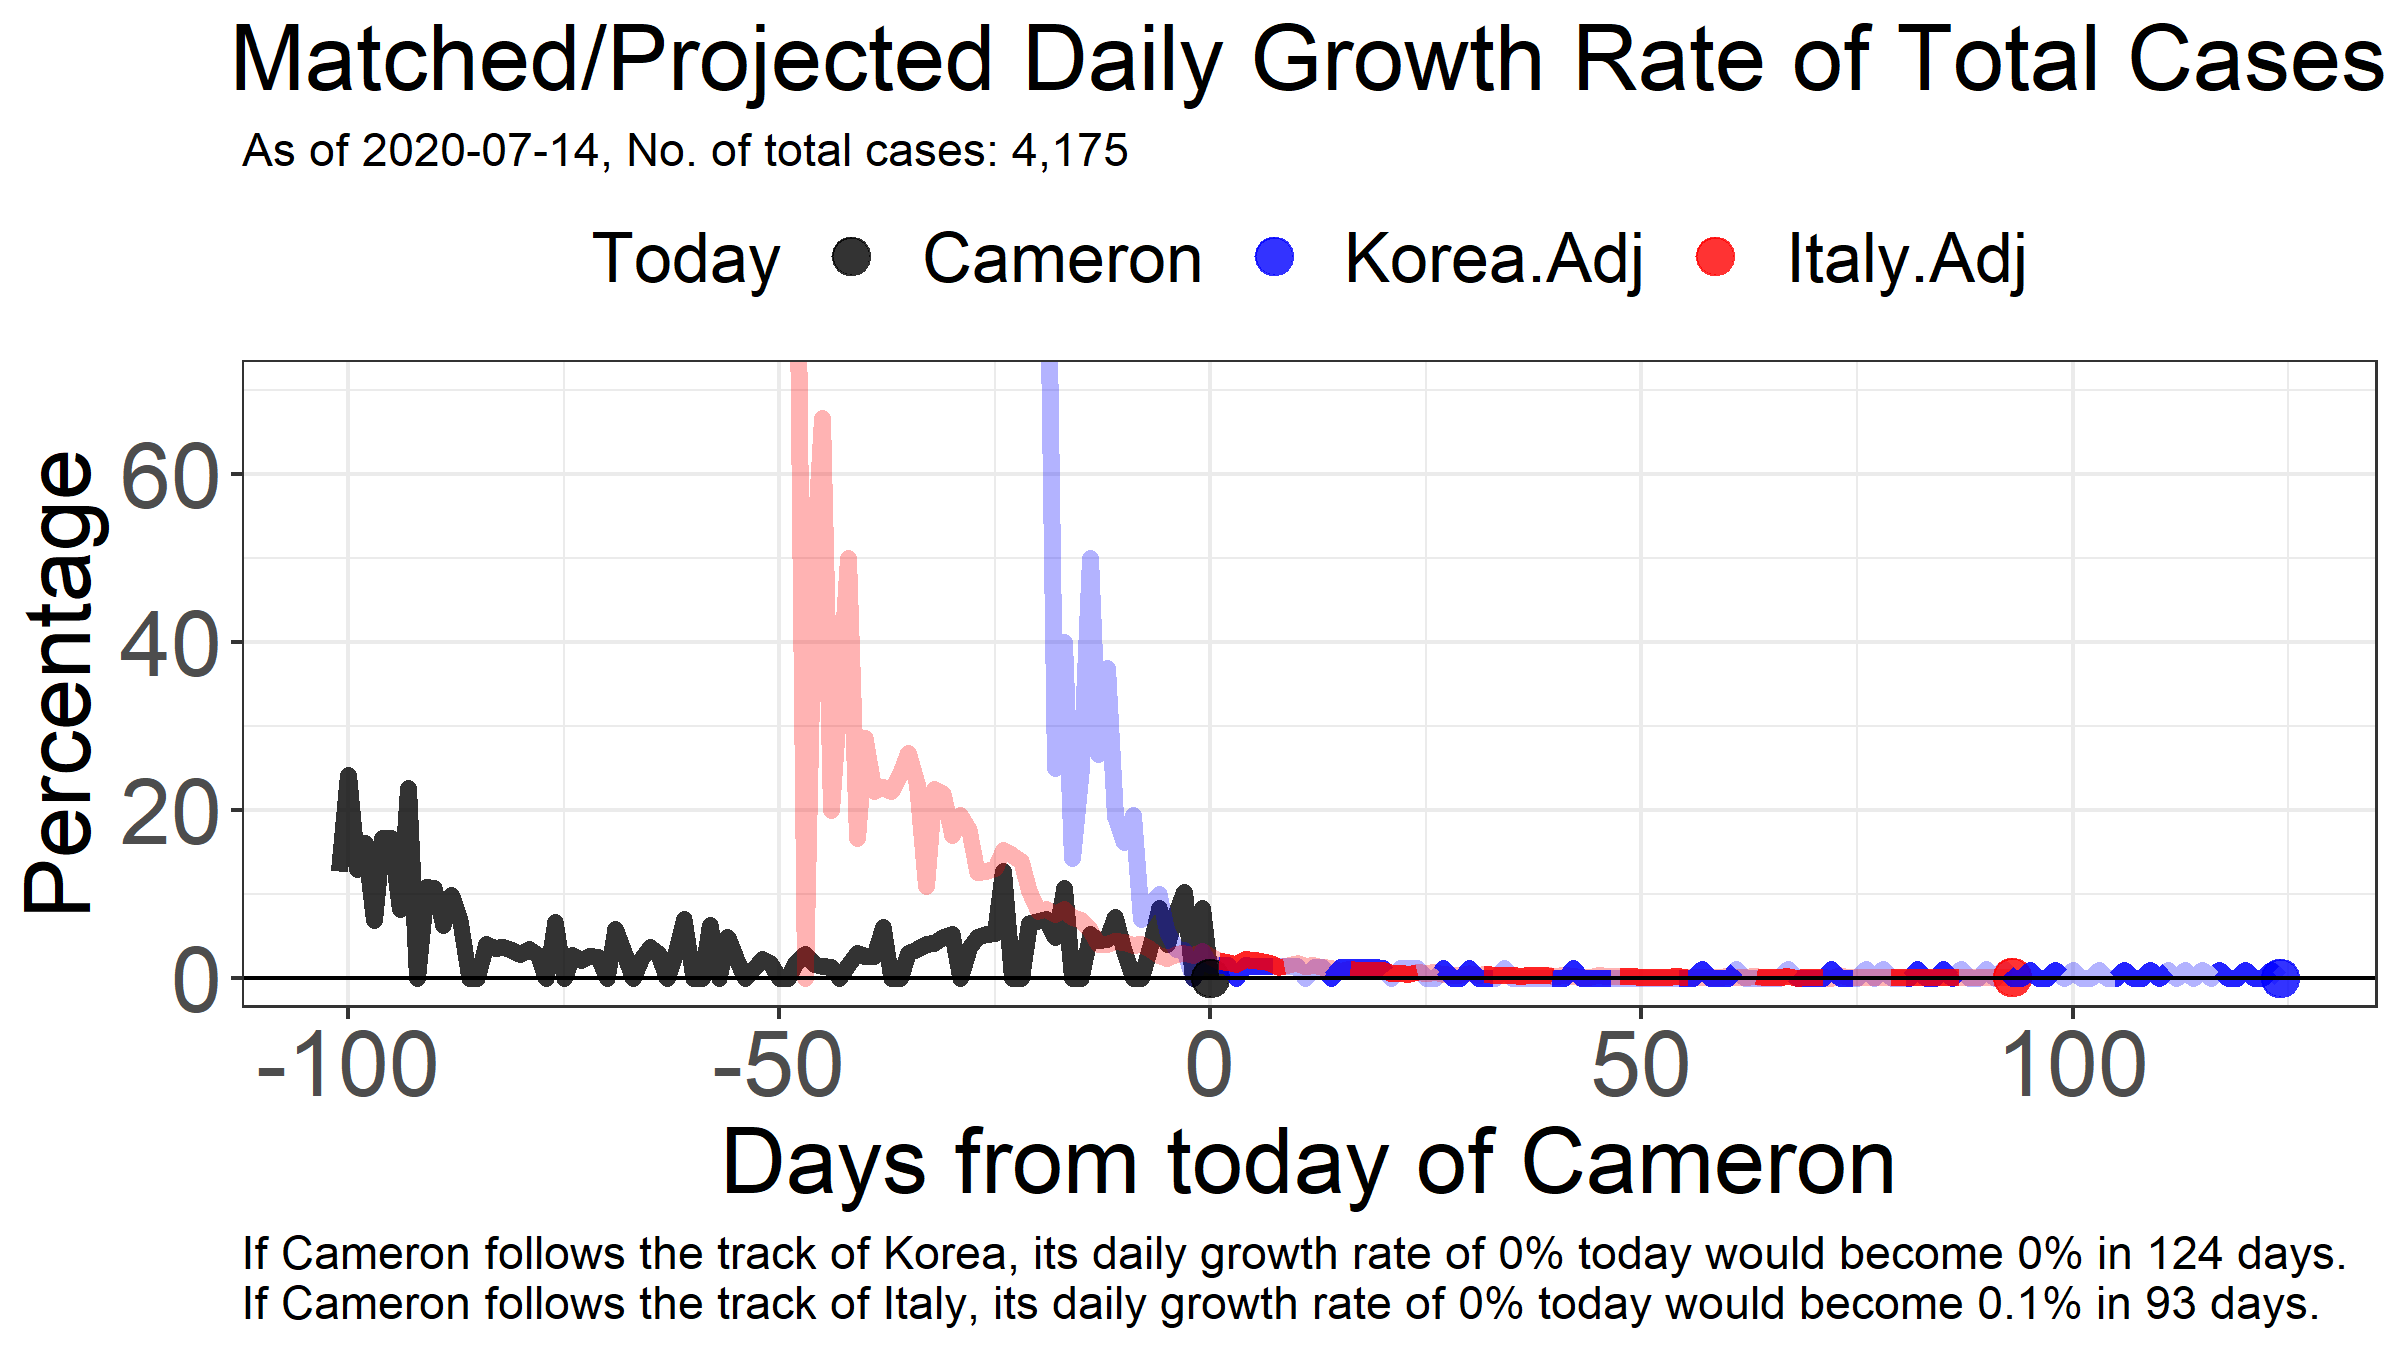 Matched/Projected Daily Growth Rate of Total Cases
As of 2020-07-14, No. of total cases: 4,175
Today Cameron Korea.Adj Italy.Adj
Percentage
60
40
20
0
-100 -50 0 50 100
Days from today of Cameron
If Cameron follows the track of Korea, its daily growth rate of 0% today would become 0% in 124 days.
If Cameron follows the track of Italy, its daily growth rate of 0% today would become 0.1% in 93 days.